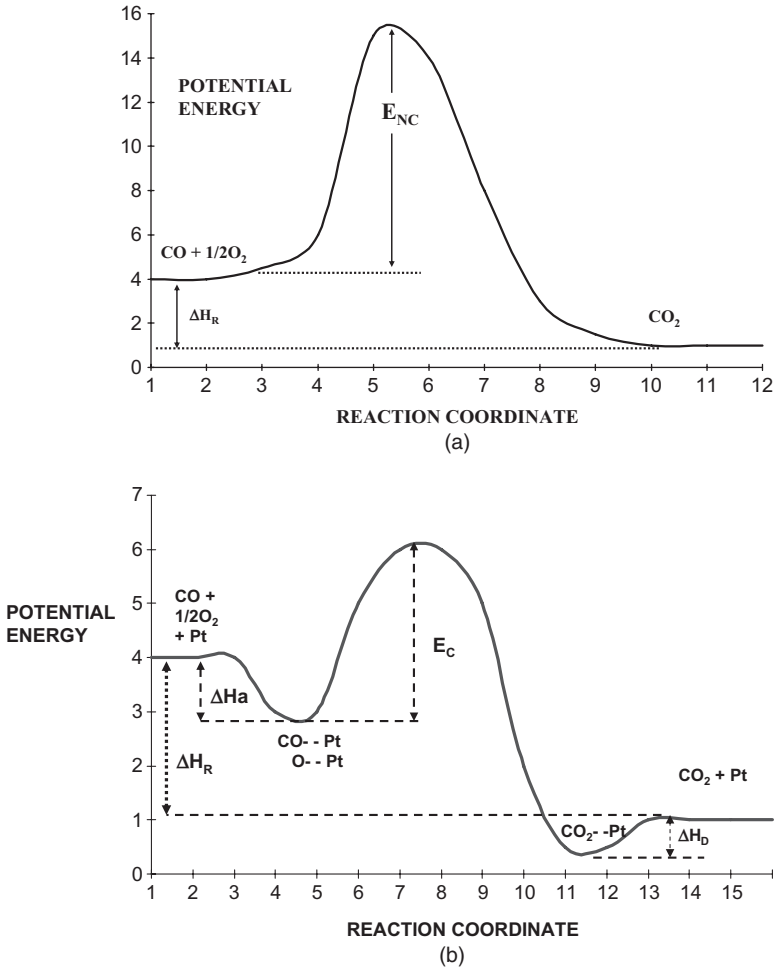 16
14
12
10
8
6
4
2
0
POTENTIAL
ENERGY
E_NC
CO + 1/2O₂
ΔH_R
CO₂
1 2 3 4 5 6 7 8 9 10 11 12
REACTION COORDINATE
(a)
7
6
5
4
3
2
1
0
POTENTIAL
ENERGY
CO +
1/2O₂
+ Pt
ΔHa
E_C
CO- - Pt
O- - Pt
ΔH_R
CO₂ + Pt
CO₂- -Pt
ΔH_D
1 2 3 4 5 6 7 8 9 10 11 12 13 14 15
REACTION COORDINATE
(b)